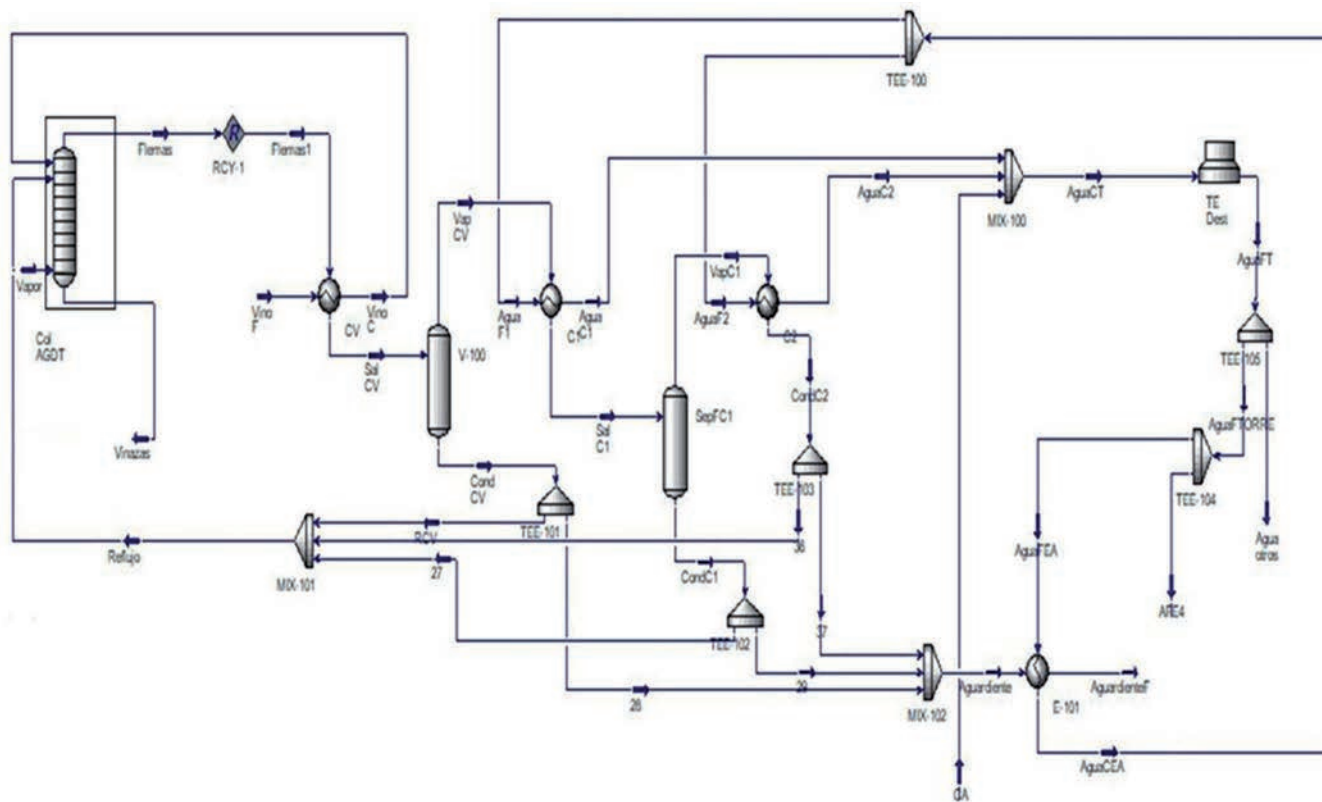 TEE-100
Flemas
RCY-1
Flemas1
R
AguaC2
MIX-100
AguaCT
TE
Dest
Vap
CV
VapC1
AguaFT
Vapor
Vino
F
CV
Vino
C
Agua
F1
C1
Agua
C1
AguaF2
C2
Col
AGDT
Sal
CV
V-100
TEE-105
CondC2
SepFC1
AguaFTORRE
Sal
C1
Vinazas
Cond
CV
TEE-103
TEE-104
TEE-101
RCV
38
AguaFEA
Agua
otros
Reflujo
MIX-101
27
CondC1
ARE4
TEE-102
37
29
28
MIX-102
Aguardiente
E-101
AguardienteF
AguaCEA